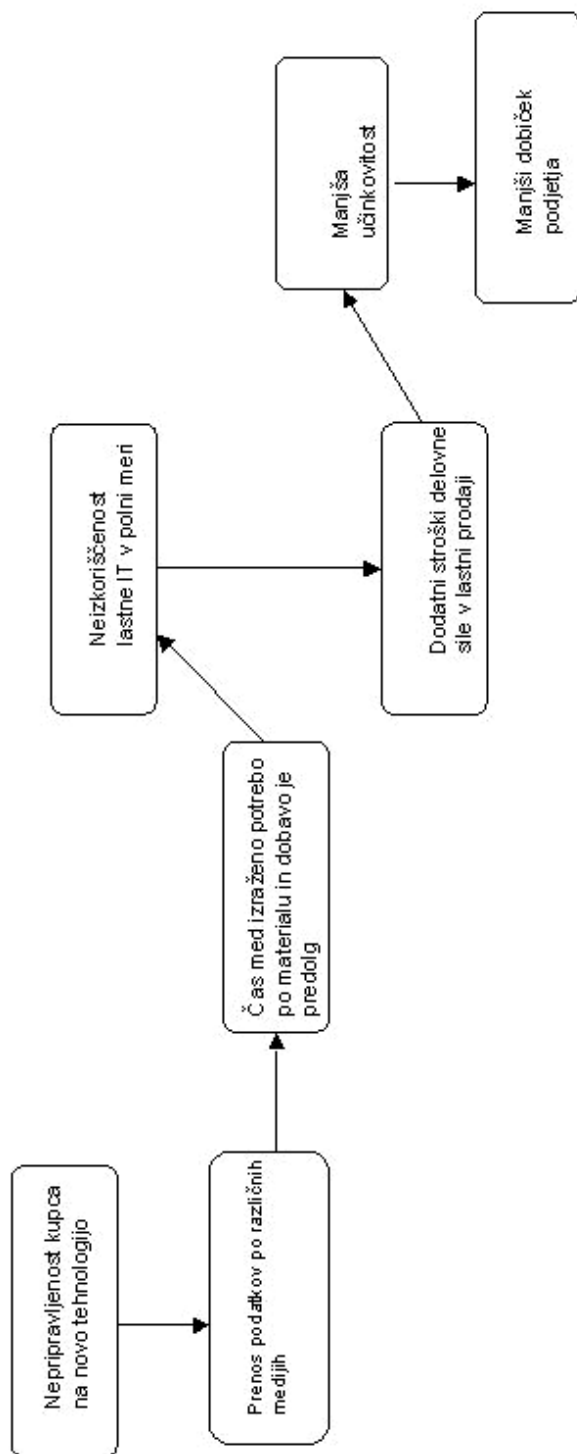 Nepripravljenost kupca
na novo tehnologijo
Prenos podatkov po različnih
medijih
Čas med izraženo potrebo
po materialu in dobavo je
predolg
Neizkoriščenost
lastne IT v polni meri
Dodatni stroški delovne
sile v lastni prodaji
Manjša
učinkovitost
Manjši dobiček
podjetja